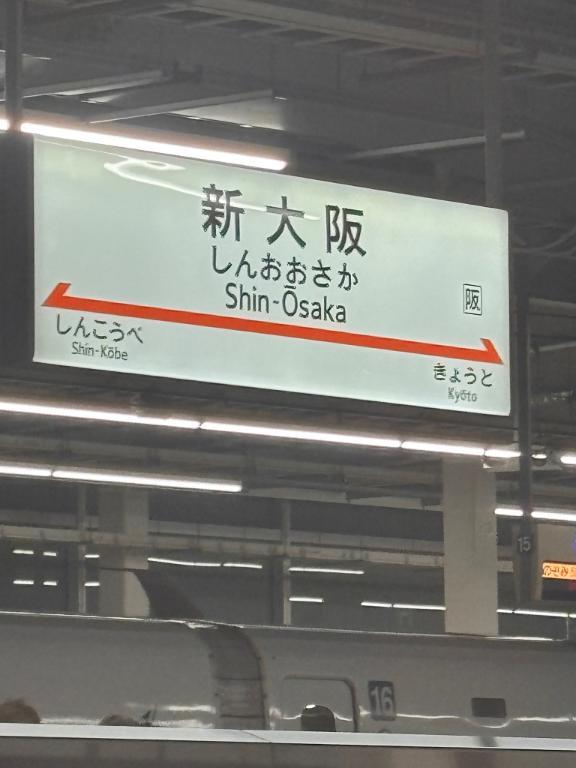 新大阪
しんおおさか
Shin-Ōsaka
阪
しんこうべ
Shin-Kōbe
きょうと
Kyōto
15
16